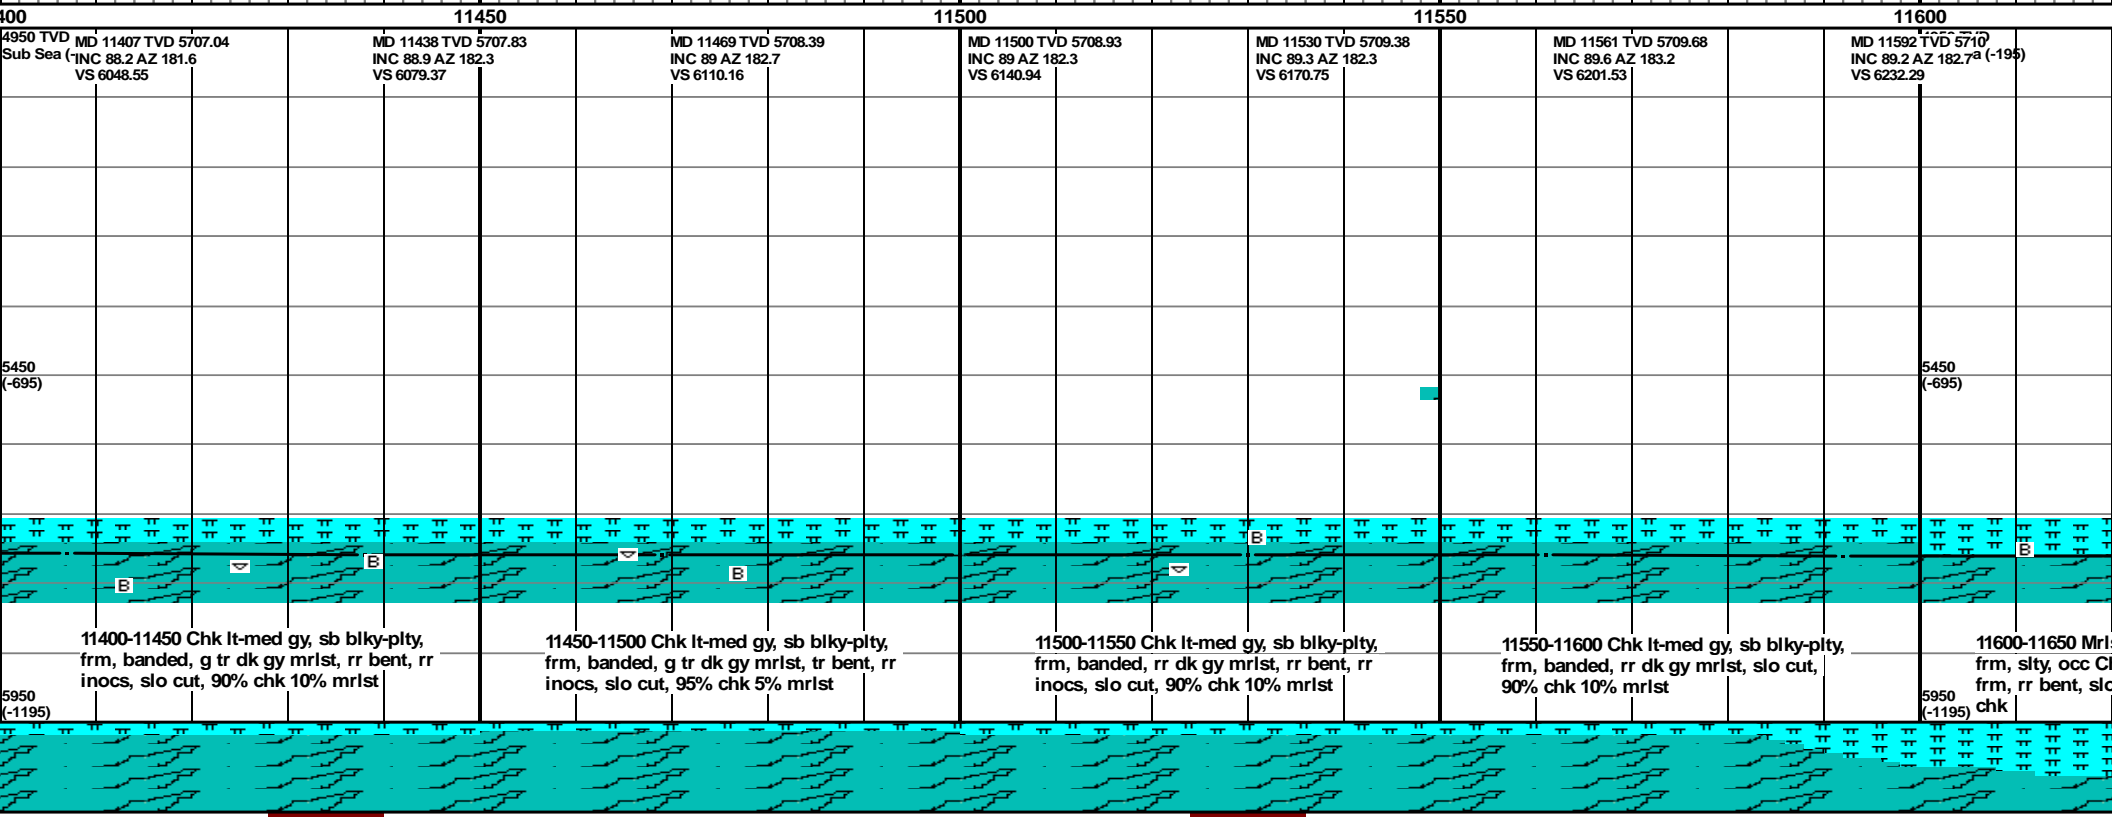 400 11450 11500 11550 11600
4950 TVD
Sub Sea (-
MD 11407 TVD 5707.04
INC 88.2 AZ 181.6
VS 6048.55
MD 11438 TVD 5707.83
INC 88.9 AZ 182.3
VS 6079.37
MD 11469 TVD 5708.39
INC 89 AZ 182.7
VS 6110.16
MD 11500 TVD 5708.93
INC 89 AZ 182.3
VS 6140.94
MD 11530 TVD 5709.38
INC 89.3 AZ 182.3
VS 6170.75
MD 11561 TVD 5709.68
INC 89.6 AZ 183.2
VS 6201.53
MD 11592 TVD 5710
INC 89.2 AZ 182.7
VS 6232.29
a (-195)
5450
(-695)
5450
(-695)
B
B
B
B
B
11400-11450 Chk lt-med gy, sb blky-plty,
frm, banded, g tr dk gy mrlst, rr bent, rr
inocs, slo cut, 90% chk 10% mrlst
11450-11500 Chk lt-med gy, sb blky-plty,
frm, banded, g tr dk gy mrlst, tr bent, rr
inocs, slo cut, 95% chk 5% mrlst
11500-11550 Chk lt-med gy, sb blky-plty,
frm, banded, rr dk gy mrlst, rr bent, rr
inocs, slo cut, 90% chk 10% mrlst
11550-11600 Chk lt-med gy, sb blky-plty,
frm, banded, rr dk gy mrlst, slo cut,
90% chk 10% mrlst
11600-11650 Mrls
frm, slty, occ Cl
frm, rr bent, slo
chk
5950
(-1195)
5950
(-1195)